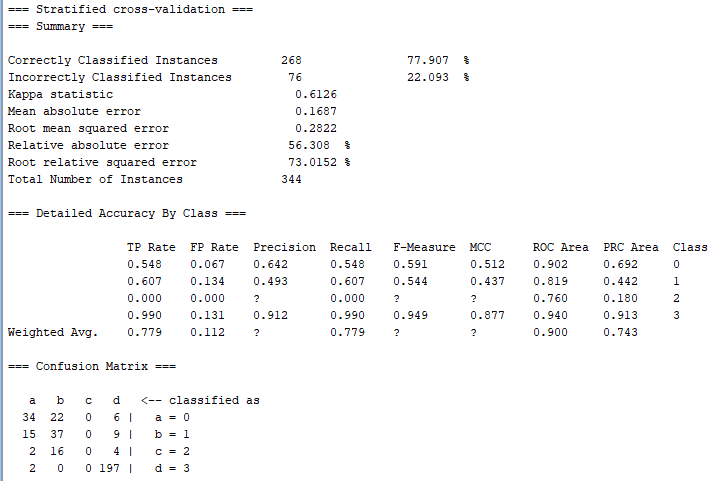 === Stratified cross-validation ===
=== Summary ===
Correctly Classified Instances 268 77.907 %
Incorrectly Classified Instances 76 22.093 %
Kappa statistic 0.6126
Mean absolute error 0.1687
Root mean squared error 0.2822
Relative absolute error 56.308 %
Root relative squared error 73.0152 %
Total Number of Instances 344
=== Detailed Accuracy By Class ===
TP Rate FP Rate Precision Recall F-Measure MCC ROC Area PRC Area Class
0.548 0.067 0.642 0.548 0.591 0.512 0.902 0.692 0
0.607 0.134 0.493 0.607 0.544 0.437 0.819 0.442 1
0.000 0.000 ? 0.000 ? ? 0.760 0.180 2
0.990 0.131 0.912 0.990 0.949 0.877 0.940 0.913 3
Weighted Avg. 0.779 0.112 ? 0.779 ? ? 0.900 0.743
=== Confusion Matrix ===
a b c d <-- classified as
34 22 0 6 | a = 0
15 37 0 9 | b = 1
2 16 0 4 | c = 2
2 0 0 197 | d = 3